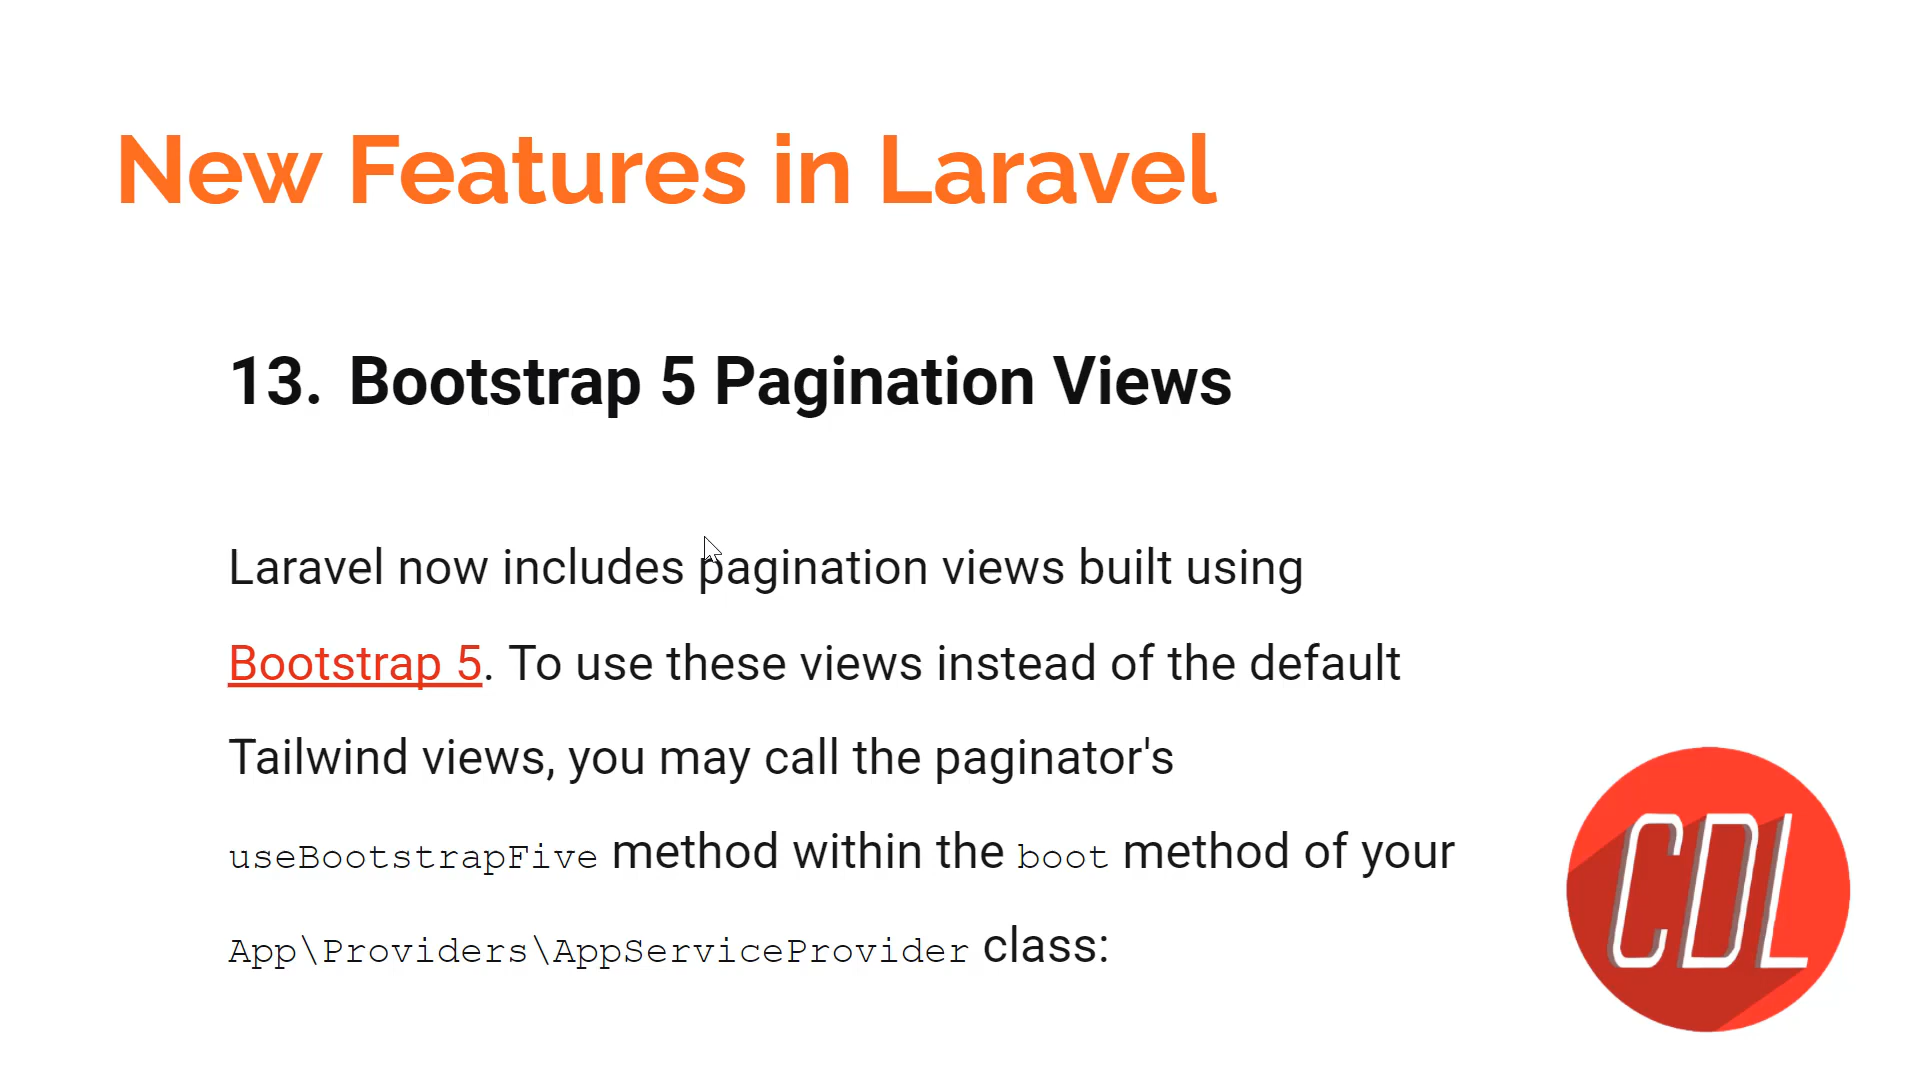 New Features in Laravel
13. Bootstrap 5 Pagination Views
Laravel now includes pagination views built using
Bootstrap 5. To use these views instead of the default
Tailwind views, you may call the paginator's
useBootstrapFive method within the boot method of your
App\Providers\AppServiceProvider class:
CDL